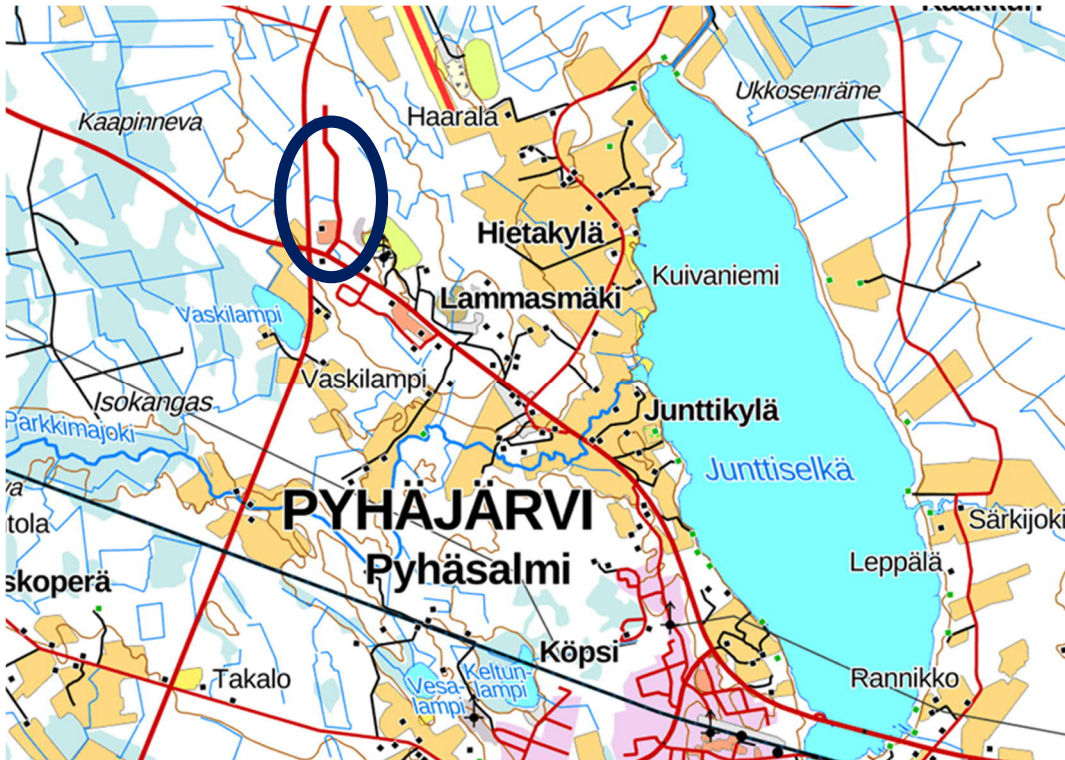 Ukkosenräme
Haarala
Kaapinneva
Hietakylä
Kuivaniemi
Lammasmäki
Vaskilampi
Vaskilampi
Isokangas
Junttikylä
Parkkimajoki
Junttiselkä
PYHÄJÄRVI
Särkijoki
Pyhäsalmi
Leppälä
Köpsi
Takalo
Vesa-
lampi
Keltun-
lampi
Rannikko